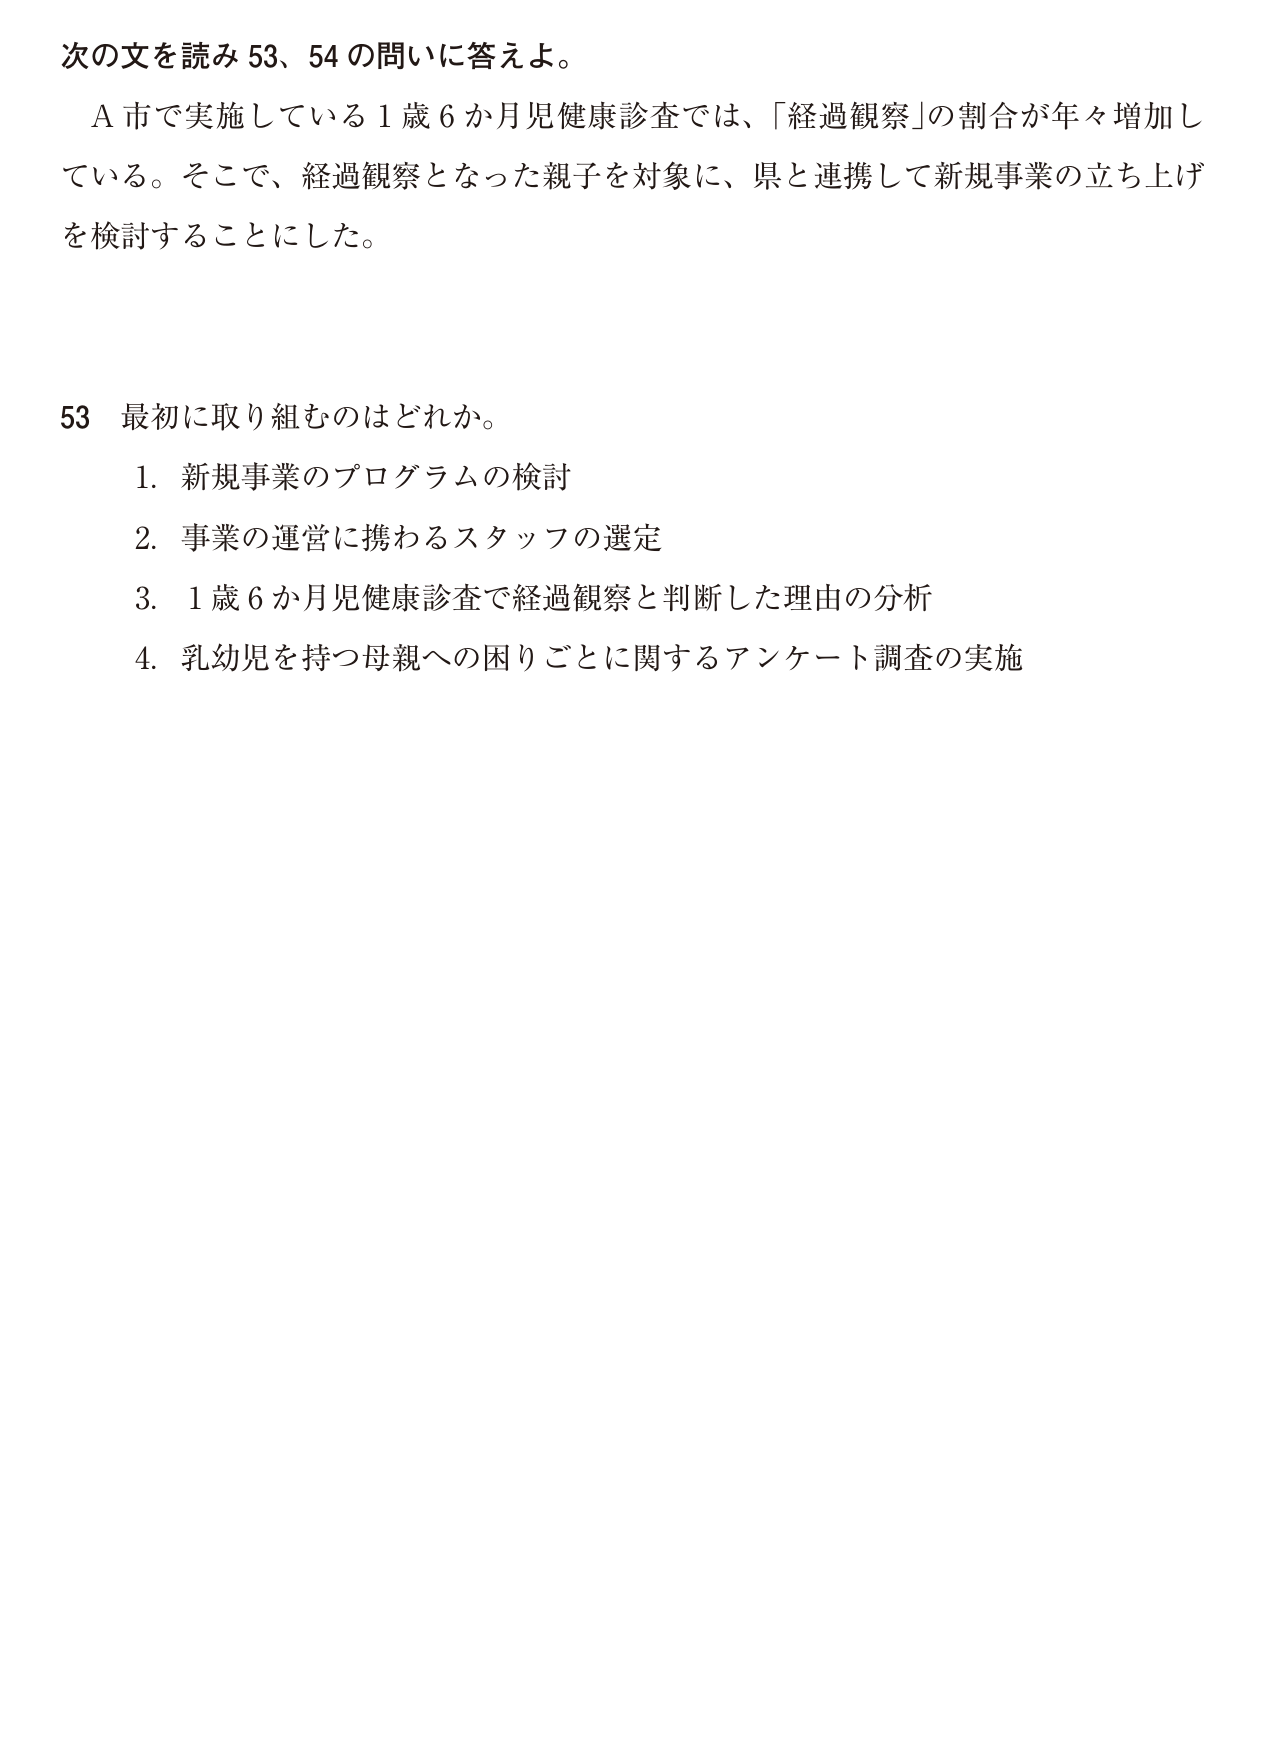 次の文を読み 53、54 の問いに答えよ。
A 市で実施している 1 歳 6 か月児健康診査では、「経過観察」の割合が年々増加し
ている。そこで、経過観察となった親子を対象に、県と連携して新規事業の立ち上げ
を検討することにした。
53 最初に取り組むのはどれか。
1. 新規事業のプログラムの検討
2. 事業の運営に携わるスタッフの選定
3. 1 歳 6 か月児健康診査で経過観察と判断した理由の分析
4. 乳幼児を持つ母親への困りごとに関するアンケート調査の実施